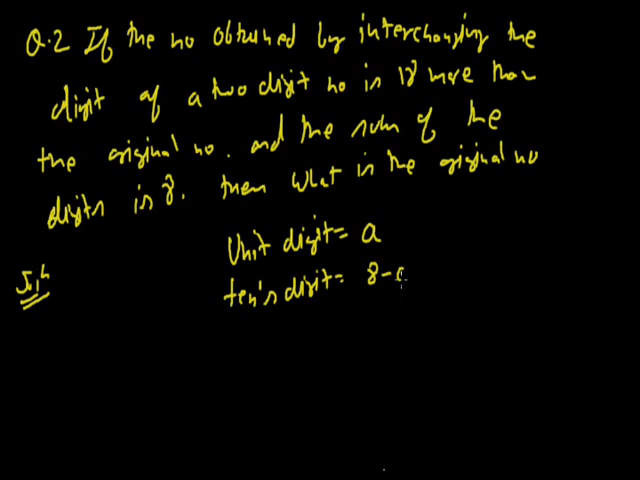 Q.2 If the no obtained by interchanging the
digit of a two digit no is 18 more than
the original no. and the sum of the
digits is 8. then what is the original no
Unit digit = a
Soln
ten's digit = 8-a